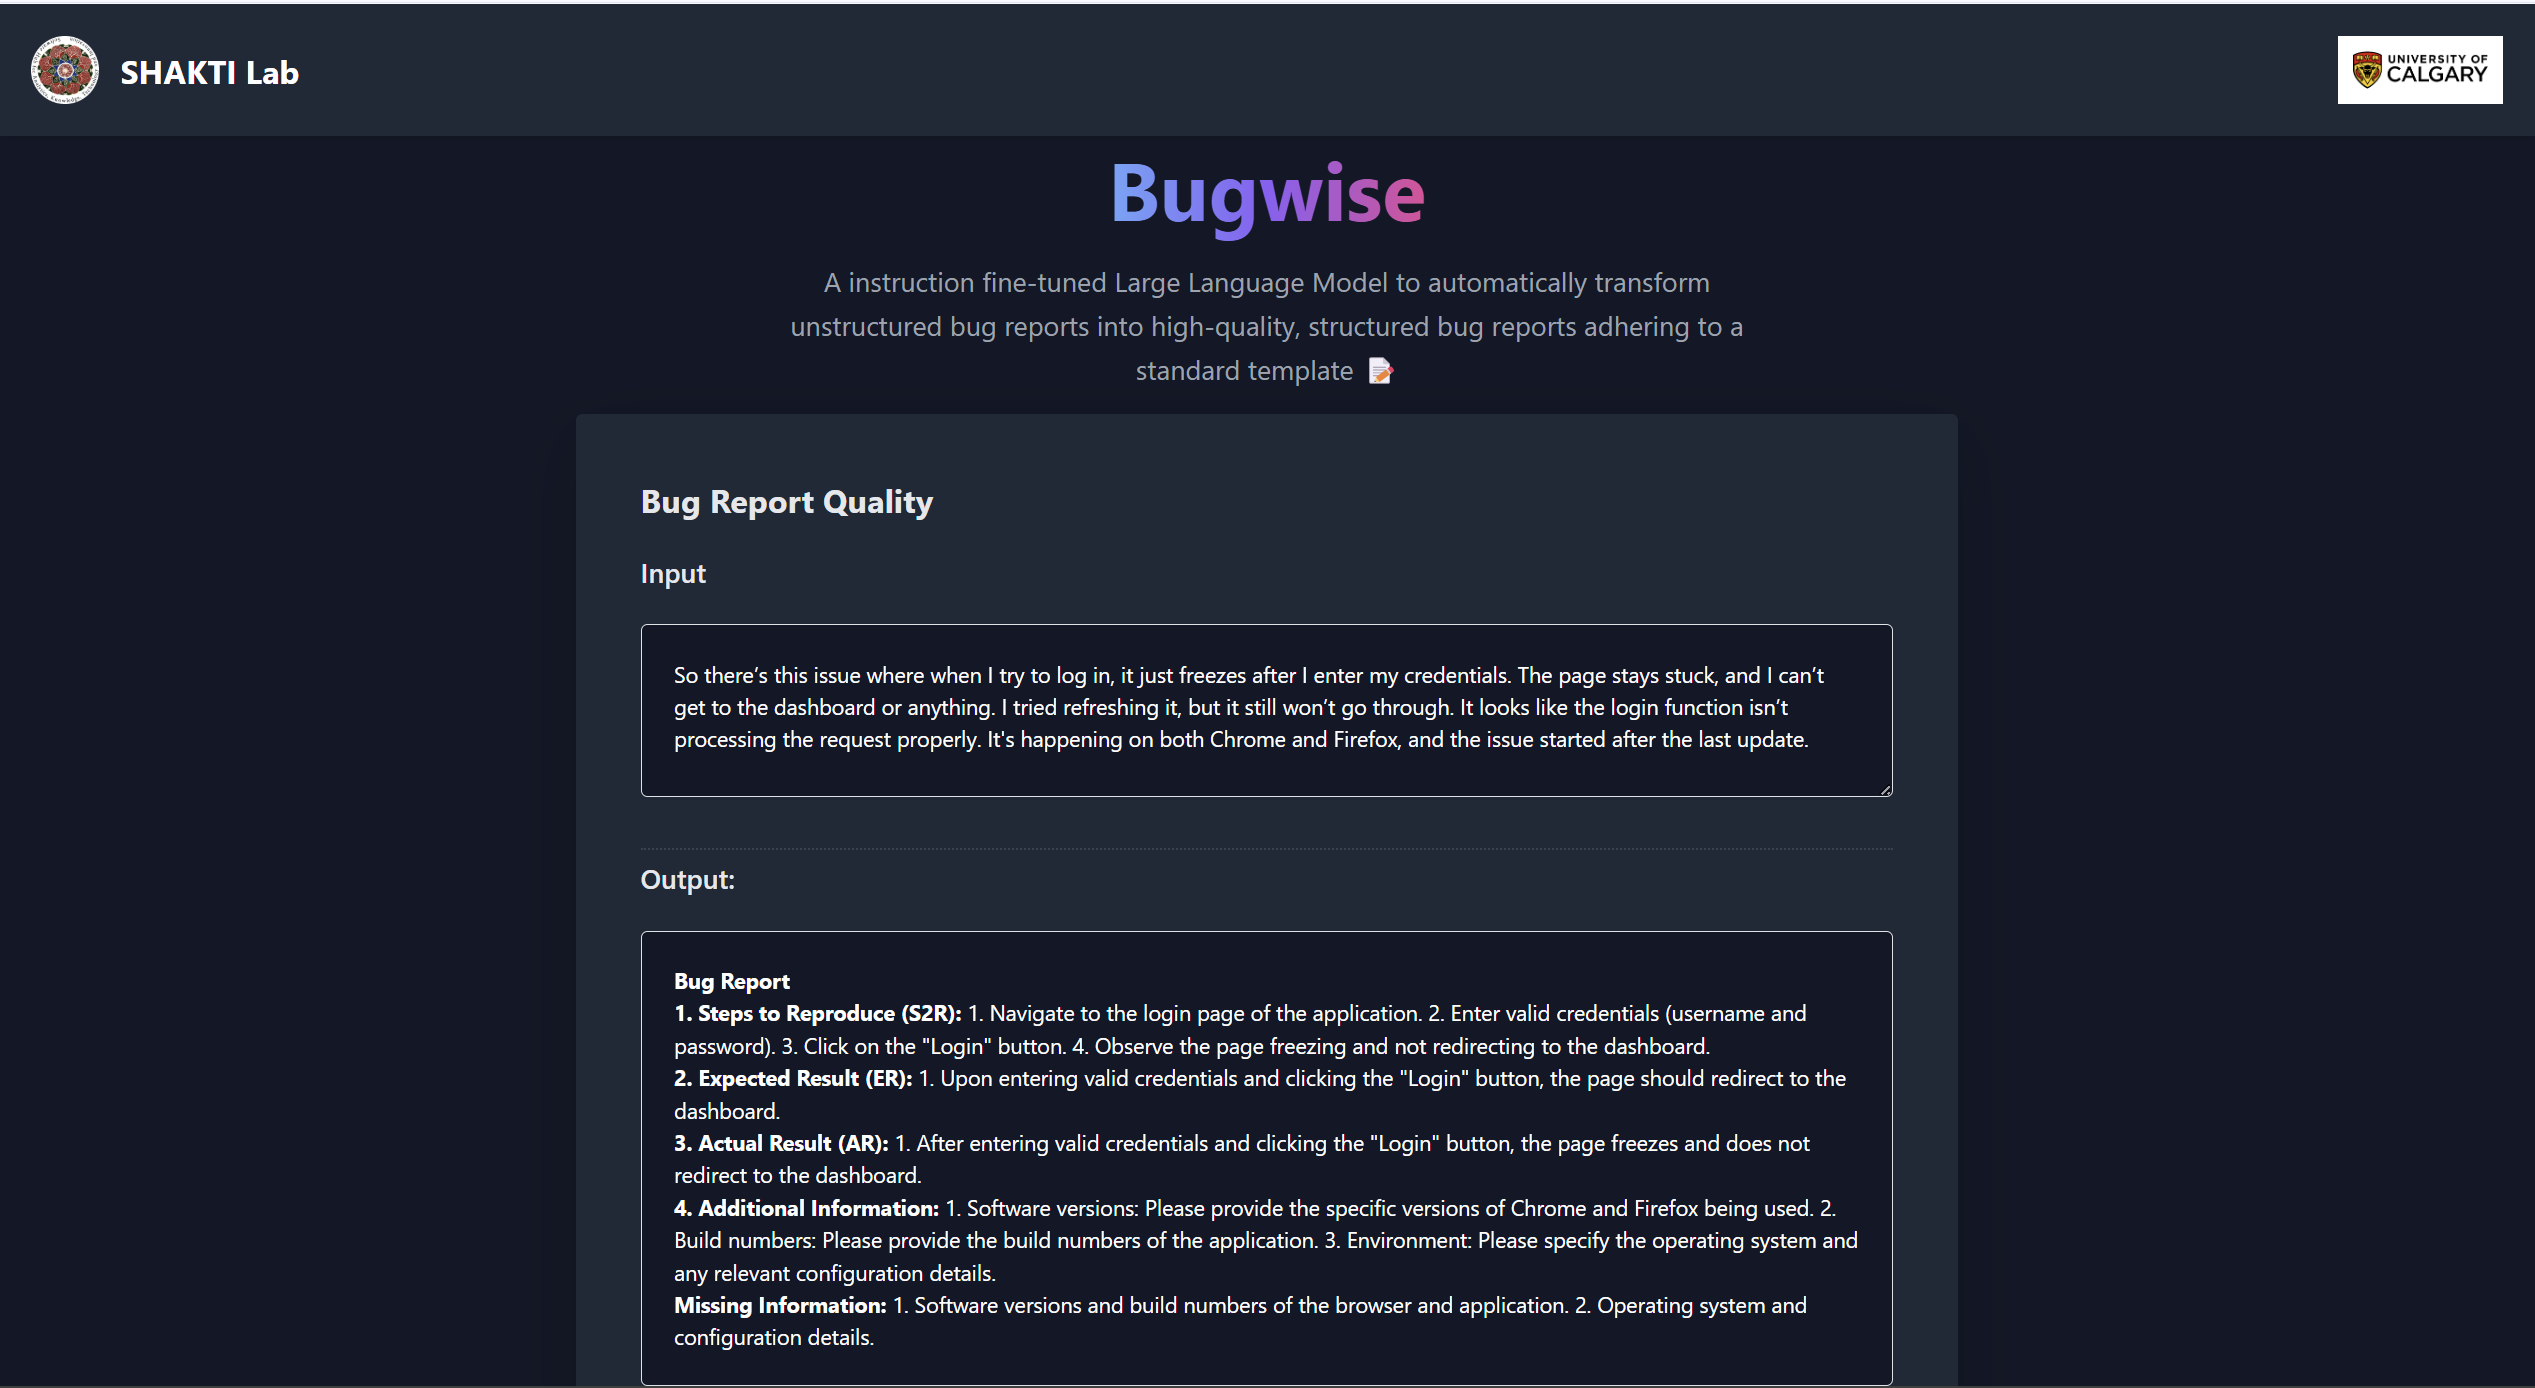 SHAKTI Lab
UNIVERSITY OF
CALGARY
Bugwise
A instruction fine-tuned Large Language Model to automatically transform
unstructured bug reports into high-quality, structured bug reports adhering to a
standard template
Bug Report Quality
Input
So there’s this issue where when I try to log in, it just freezes after I enter my credentials. The page stays stuck, and I can’t
get to the dashboard or anything. I tried refreshing it, but it still won’t go through. It looks like the login function isn’t
processing the request properly. It's happening on both Chrome and Firefox, and the issue started after the last update.
Output:
Bug Report
1. Steps to Reproduce (S2R): 1. Navigate to the login page of the application. 2. Enter valid credentials (username and
password). 3. Click on the "Login" button. 4. Observe the page freezing and not redirecting to the dashboard.
2. Expected Result (ER): 1. Upon entering valid credentials and clicking the "Login" button, the page should redirect to the
dashboard.
3. Actual Result (AR): 1. After entering valid credentials and clicking the "Login" button, the page freezes and does not
redirect to the dashboard.
4. Additional Information: 1. Software versions: Please provide the specific versions of Chrome and Firefox being used. 2.
Build numbers: Please provide the build numbers of the application. 3. Environment: Please specify the operating system and
any relevant configuration details.
Missing Information: 1. Software versions and build numbers of the browser and application. 2. Operating system and
configuration details.